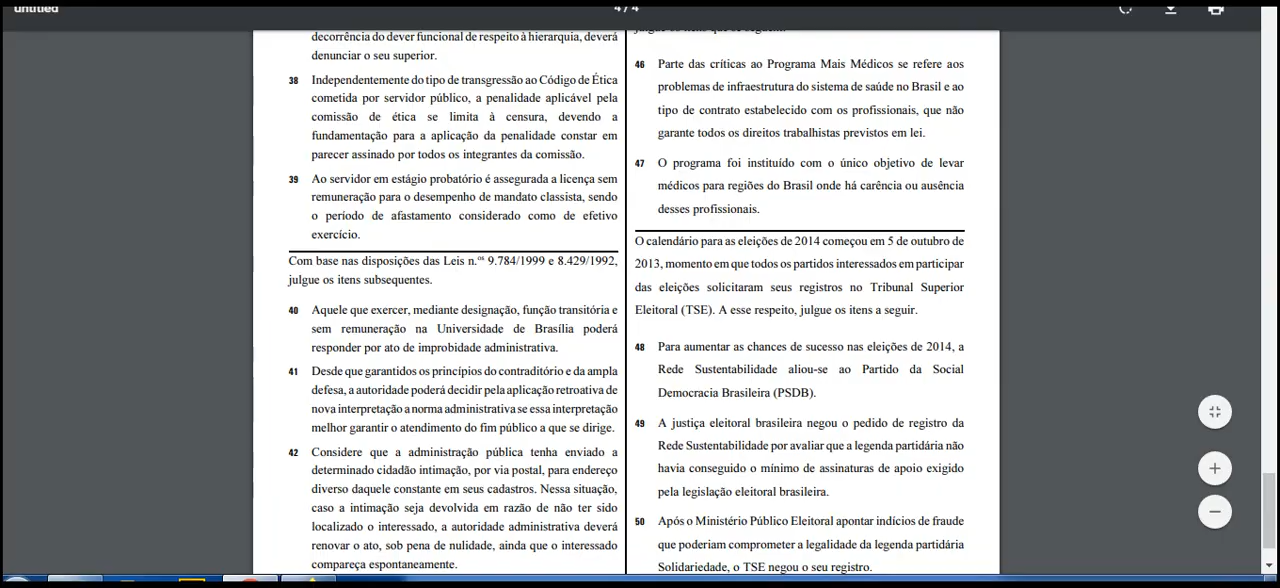 untitled
4 / 4
decorrência do dever funcional de respeito à hierarquia, deverá
denunciar o seu superior.
38 Independentemente do tipo de transgressão ao Código de Ética
cometida por servidor público, a penalidade aplicável pela
comissão de ética se limita à censura, devendo a
fundamentação para a aplicação da penalidade constar em
parecer assinado por todos os integrantes da comissão.
39 Ao servidor em estágio probatório é assegurada a licença sem
remuneração para o desempenho de mandato classista, sendo
o período de afastamento considerado como de efetivo
exercício.
Com base nas disposições das Leis n.os 9.784/1999 e 8.429/1992,
julgue os itens subsequentes.
40 Aquele que exercer, mediante designação, função transitória e
sem remuneração na Universidade de Brasília poderá
responder por ato de improbidade administrativa.
41 Desde que garantidos os princípios do contraditório e da ampla
defesa, a autoridade poderá decidir pela aplicação retroativa de
nova interpretação a norma administrativa se essa interpretação
melhor garantir o atendimento do fim público a que se dirige.
42 Considere que a administração pública tenha enviado a
determinado cidadão intimação, por via postal, para endereço
diverso daquele constante em seus cadastros. Nessa situação,
caso a intimação seja devolvida em razão de não ter sido
localizado o interessado, a autoridade administrativa deverá
renovar o ato, sob pena de nulidade, ainda que o interessado
compareça espontaneamente.
julgue os itens que se seguem.
46 Parte das críticas ao Programa Mais Médicos se refere aos
problemas de infraestrutura do sistema de saúde no Brasil e ao
tipo de contrato estabelecido com os profissionais, que não
garante todos os direitos trabalhistas previstos em lei.
47 O programa foi instituído com o único objetivo de levar
médicos para regiões do Brasil onde há carência ou ausência
desses profissionais.
O calendário para as eleições de 2014 começou em 5 de outubro de
2013, momento em que todos os partidos interessados em participar
das eleições solicitaram seus registros no Tribunal Superior
Eleitoral (TSE). A esse respeito, julgue os itens a seguir.
48 Para aumentar as chances de sucesso nas eleições de 2014, a
Rede Sustentabilidade aliou-se ao Partido da Social
Democracia Brasileira (PSDB).
49 A justiça eleitoral brasileira negou o pedido de registro da
Rede Sustentabilidade por avaliar que a legenda partidária não
havia conseguido o mínimo de assinaturas de apoio exigido
pela legislação eleitoral brasileira.
50 Após o Ministério Público Eleitoral apontar indícios de fraude
que poderiam comprometer a legalidade da legenda partidária
Solidariedade, o TSE negou o seu registro.